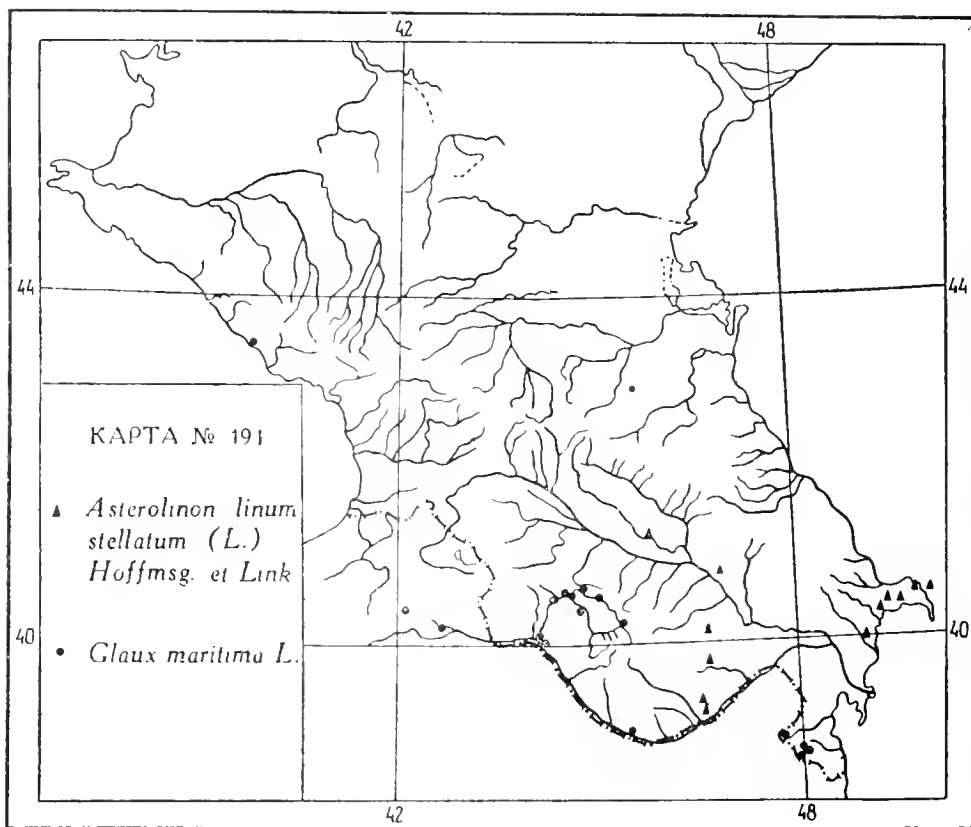 42 48
44 44
КАРТА № 191
Asterolinon linum
stellatum (L.)
Hoffmsg. et Link
40 40
Glaux maritima L.
42 48